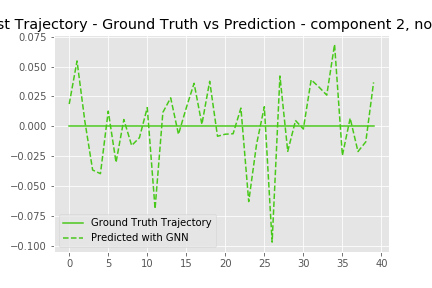 st Trajectory - Ground Truth vs Prediction - component 2, no
0.075
0.050
0.025
0.000
−0.025
−0.050
−0.075
−0.100
Ground Truth Trajectory
Predicted with GNN
0 5 10 15 20 25 30 35 40